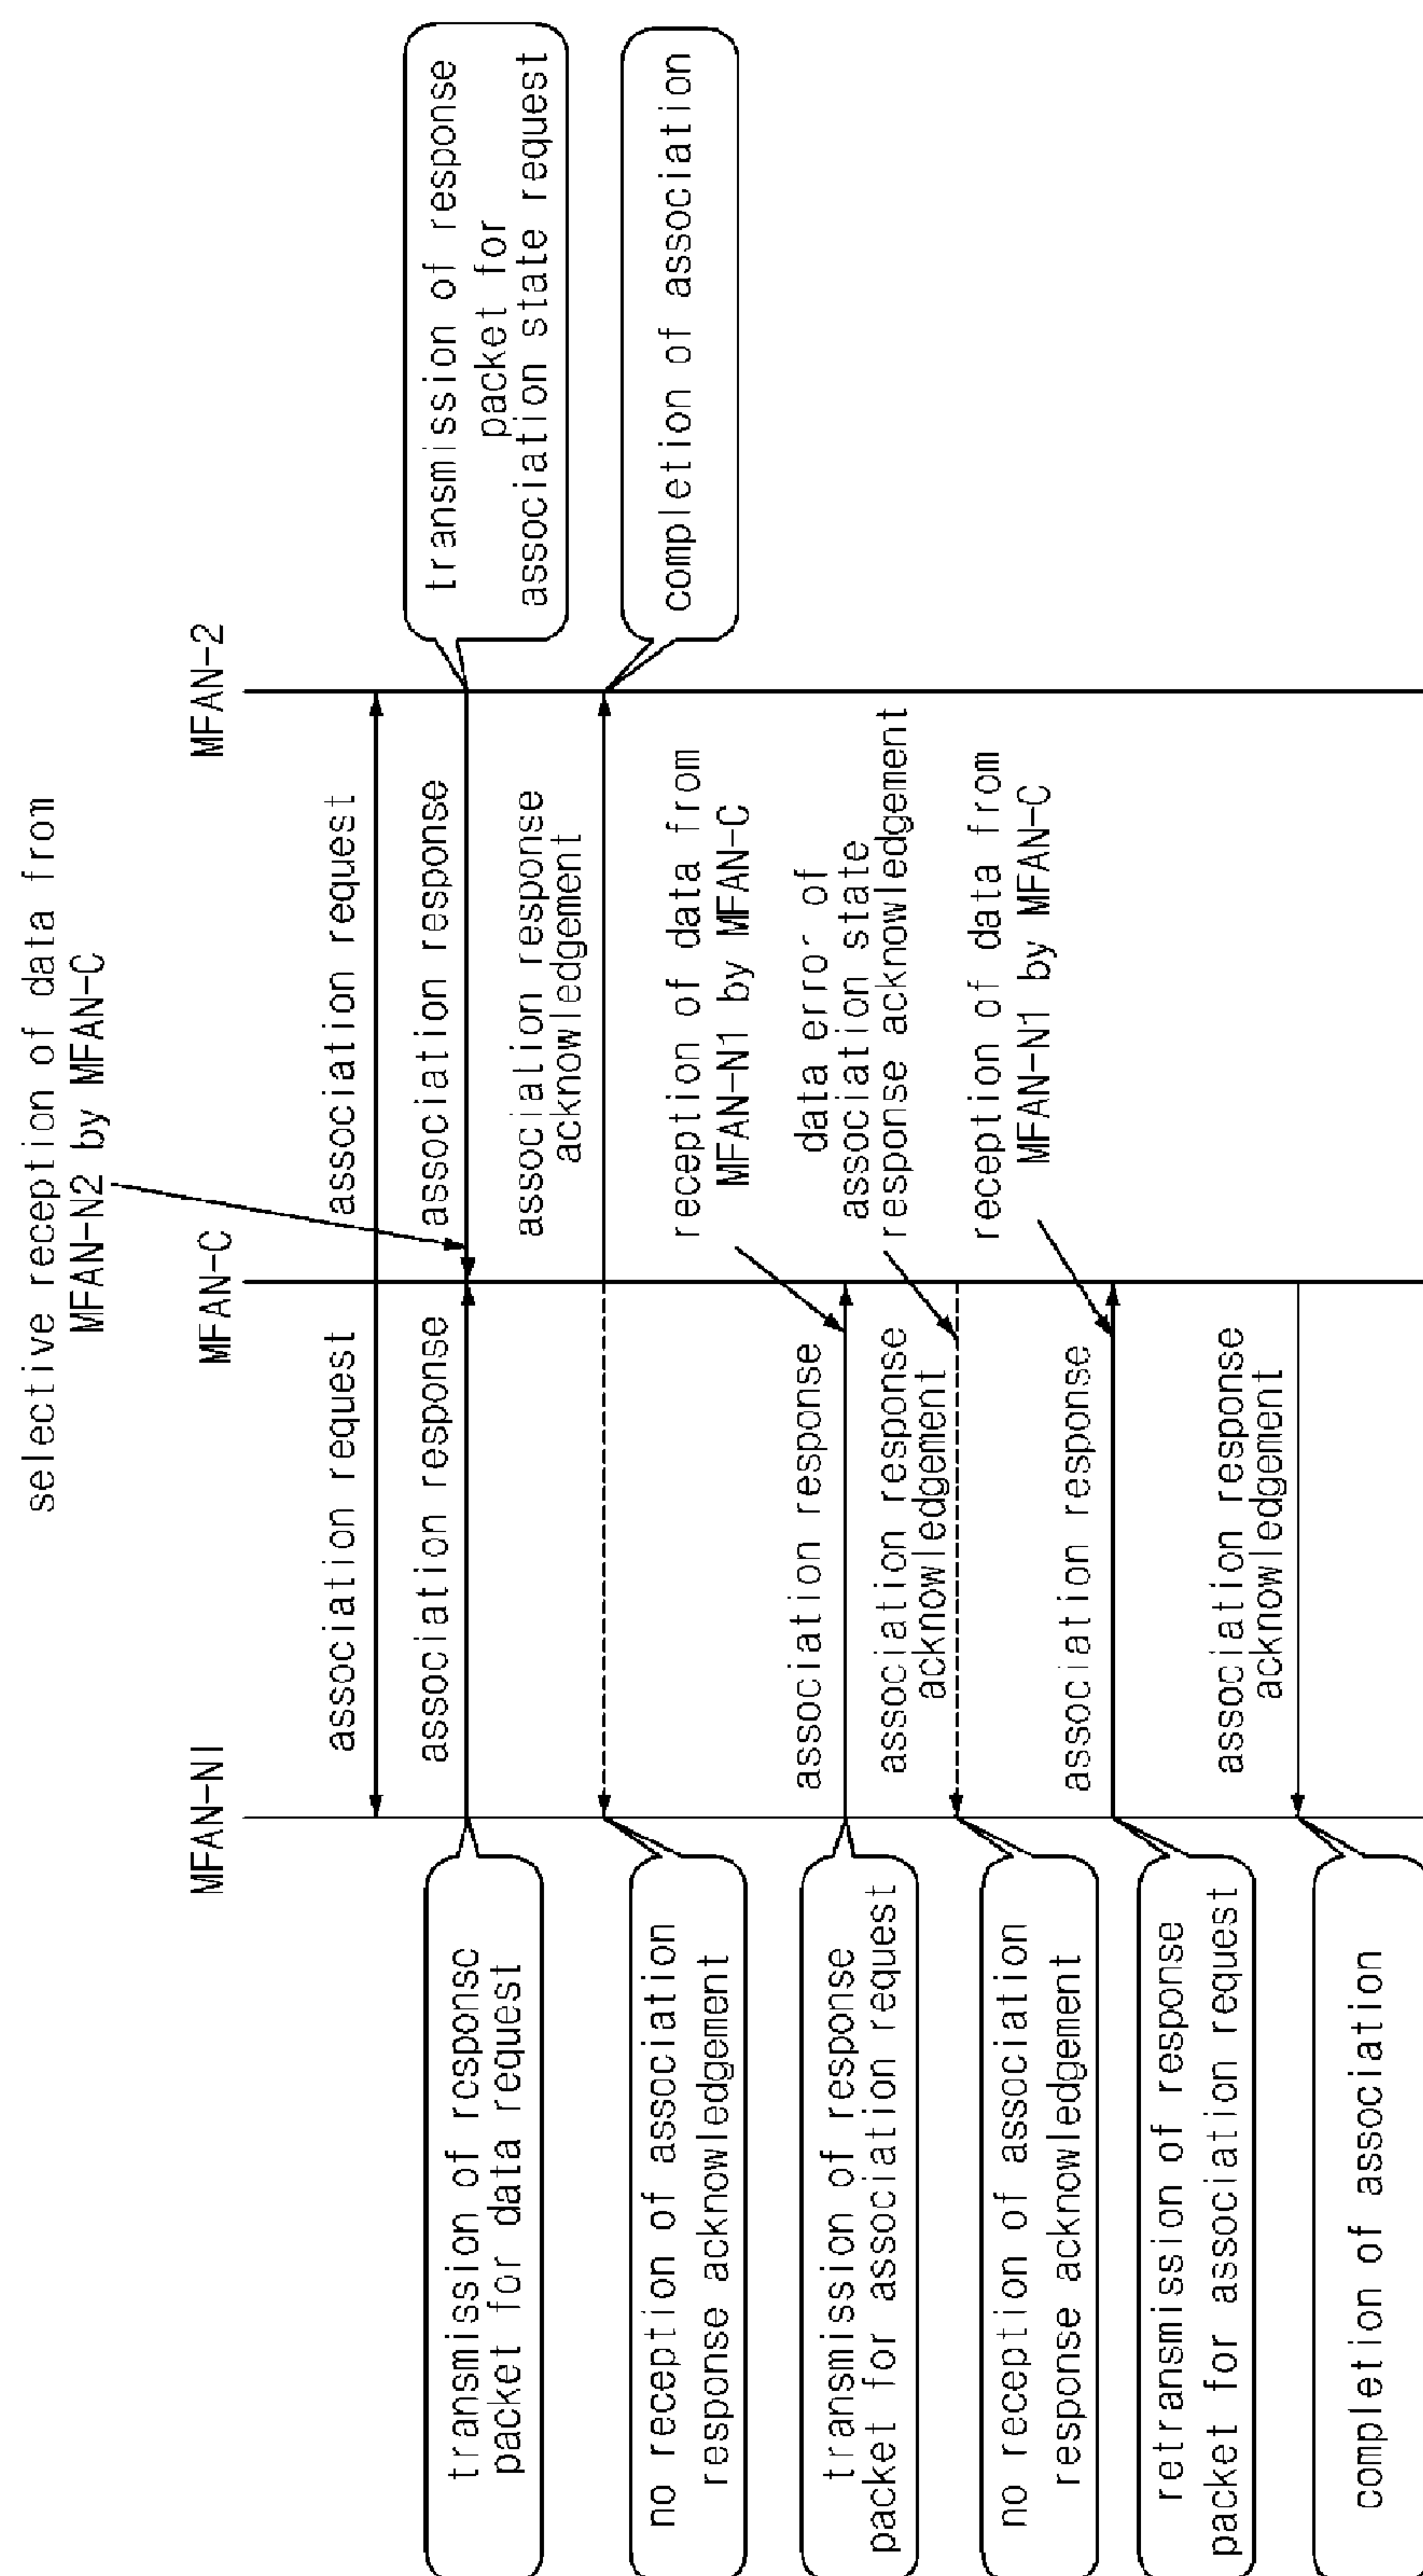 selective reception of data from
MFAN-N2 by MFAN-C
MFAN-N1
MFAN-C
MFAN-2
association request
association request
transmission of response
packet for data request
association response
association response
transmission of response
packet for
association state request
no reception of association
response acknowledgement
association response
acknowledgement
completion of association
reception of data from
MFAN-N1 by MFAN-C
transmission of response
packet for association request
association response
data error of
association state
response acknowledgement
no reception of association
response acknowledgement
association response
acknowledgement
reception of data from
MFAN-N1 by MFAN-C
retransmission of response
packet for association request
association response
completion of association
association response
acknowledgement